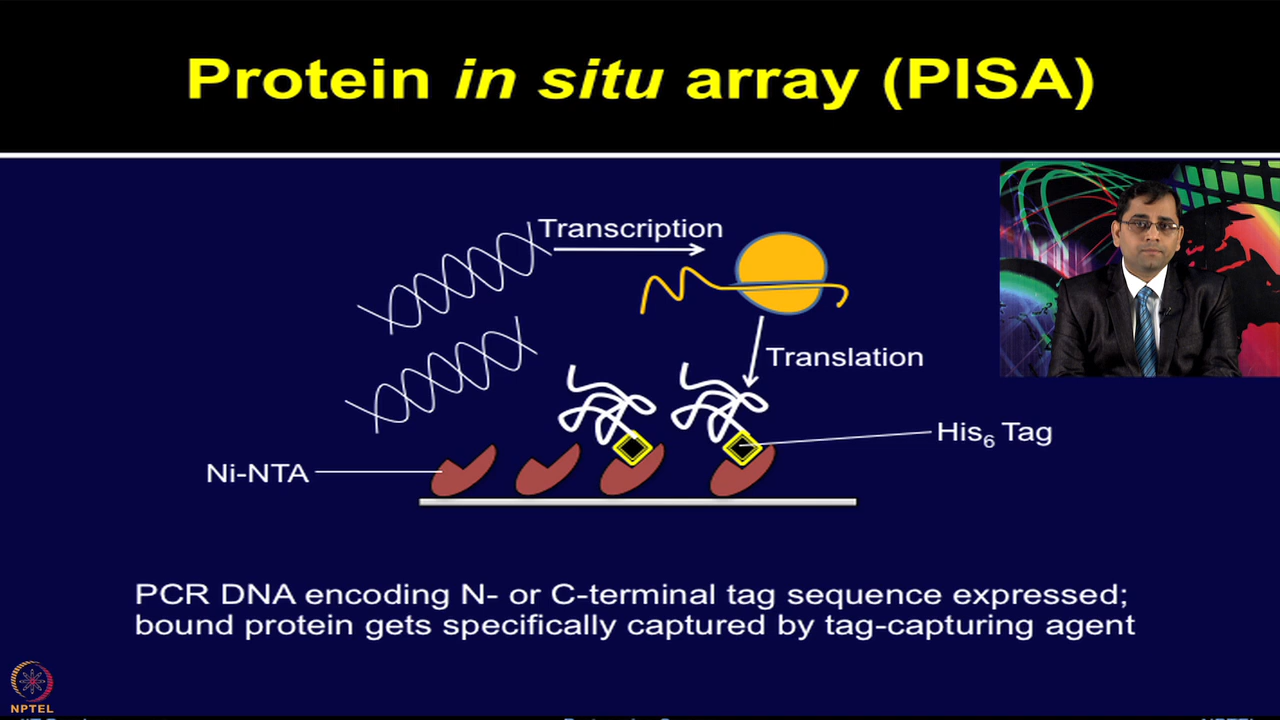 Protein in situ array (PISA)
Transcription
Translation
His6 Tag
Ni-NTA
PCR DNA encoding N- or C-terminal tag sequence expressed;
bound protein gets specifically captured by tag-capturing agent
NPTEL